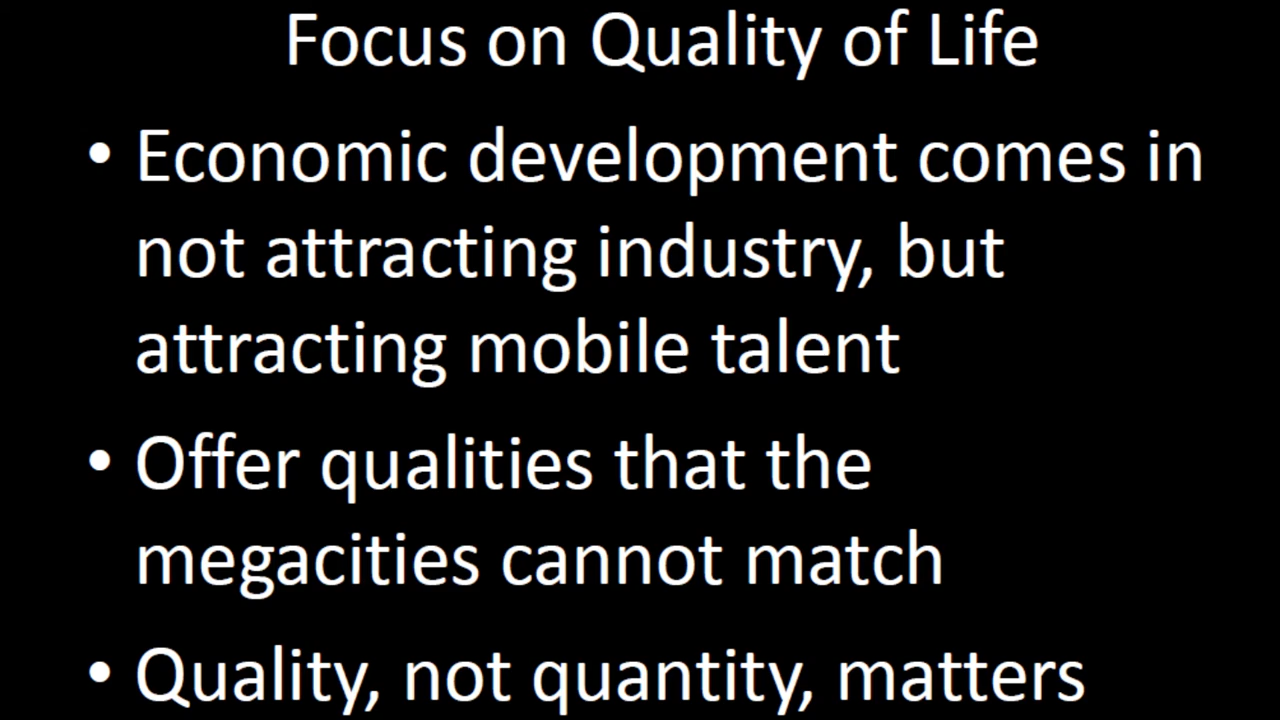 Focus on Quality of Life
• Economic development comes in
not attracting industry, but
attracting mobile talent
• Offer qualities that the
megacities cannot match
• Quality, not quantity, matters